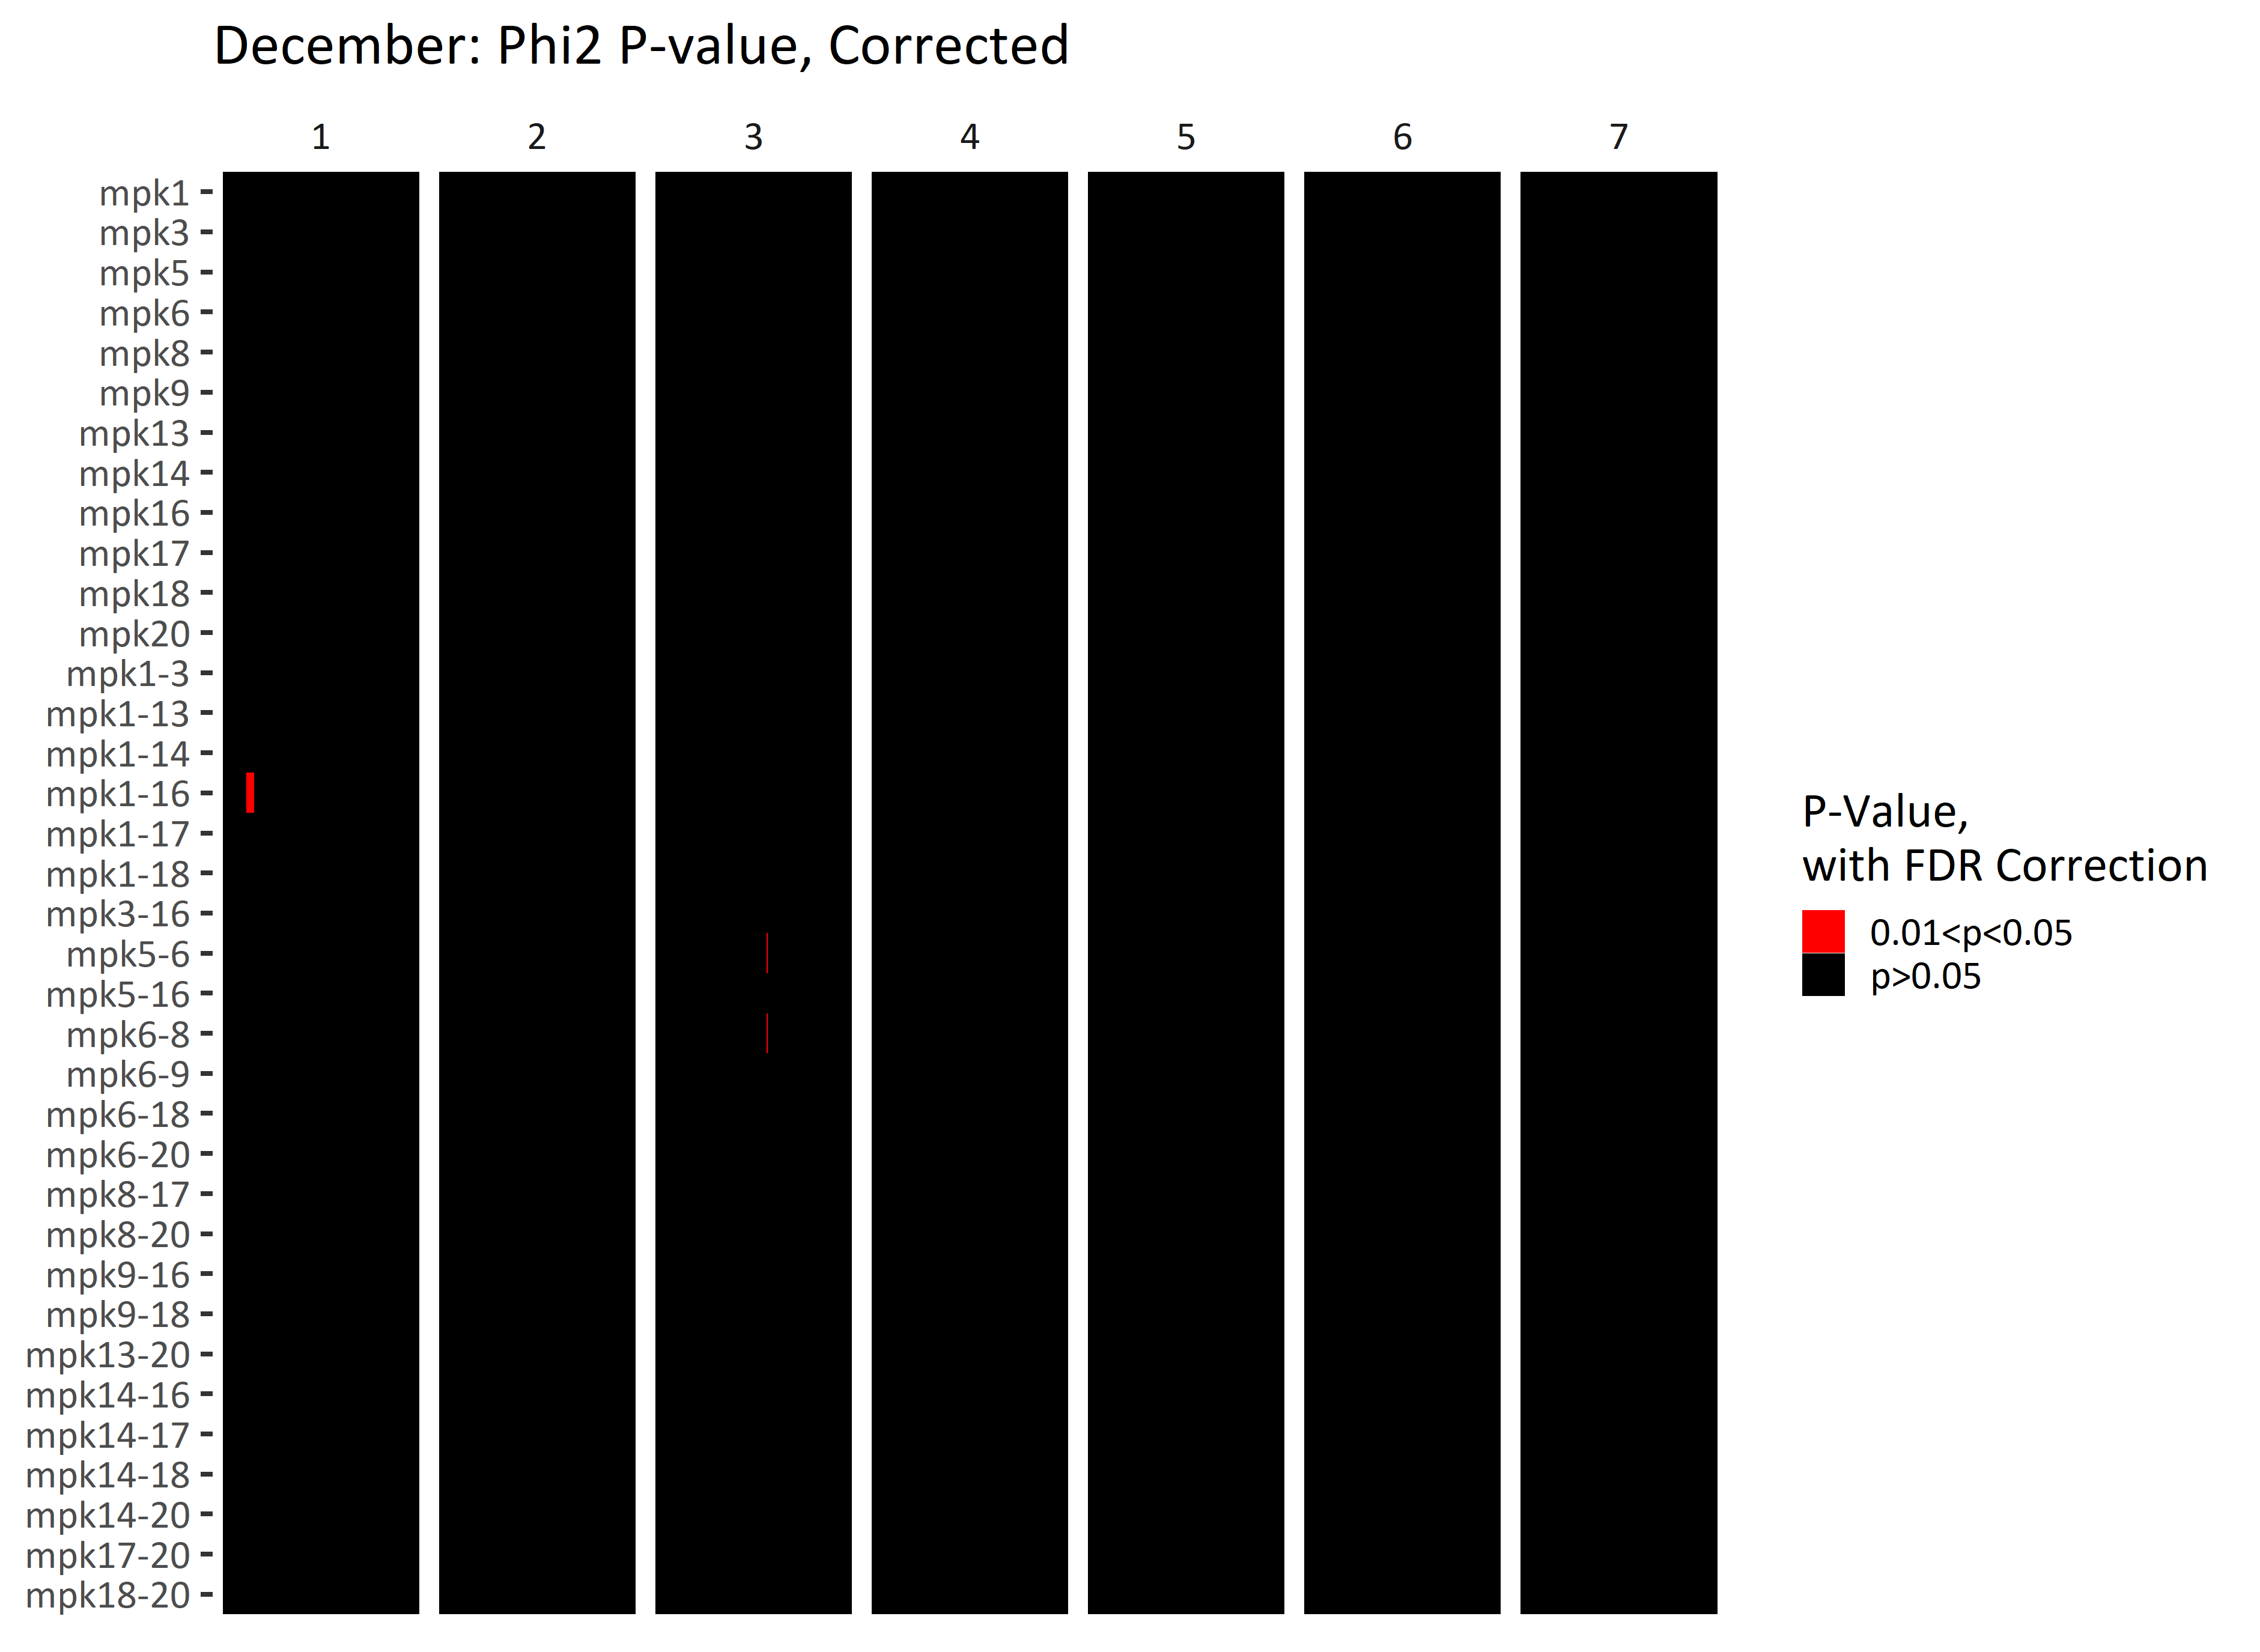 December: Phi2 P-value, Corrected
1 2 3 4 5 6 7
mpk1
mpk3
mpk5
mpk6
mpk8
mpk9
mpk13
mpk14
mpk16
mpk17
mpk18
mpk20
mpk1-3
mpk1-13
mpk1-14
mpk1-16
mpk1-17
mpk1-18
mpk3-16
mpk5-6
mpk5-16
mpk6-8
mpk6-9
mpk6-18
mpk6-20
mpk8-17
mpk8-20
mpk9-16
mpk9-18
mpk13-20
mpk14-16
mpk14-17
mpk14-18
mpk14-20
mpk17-20
mpk18-20
P-Value,
with FDR Correction
0.01<p<0.05
p>0.05